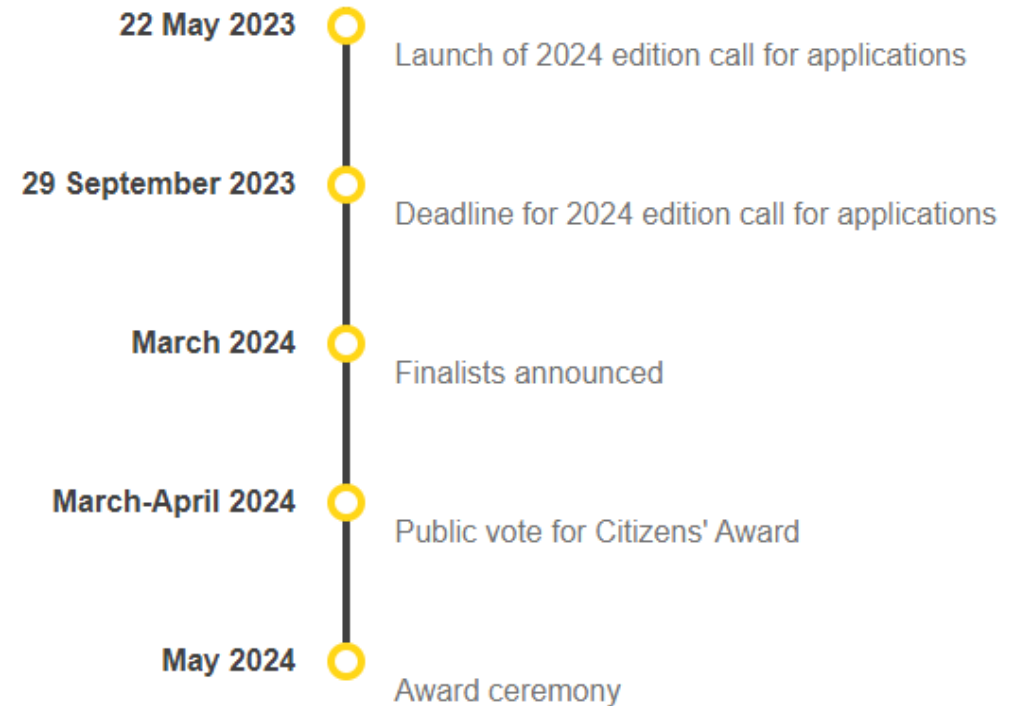 22 May 2023
Launch of 2024 edition call for applications
29 September 2023
Deadline for 2024 edition call for applications
March 2024
Finalists announced
March-April 2024
Public vote for Citizens' Award
May 2024
Award ceremony